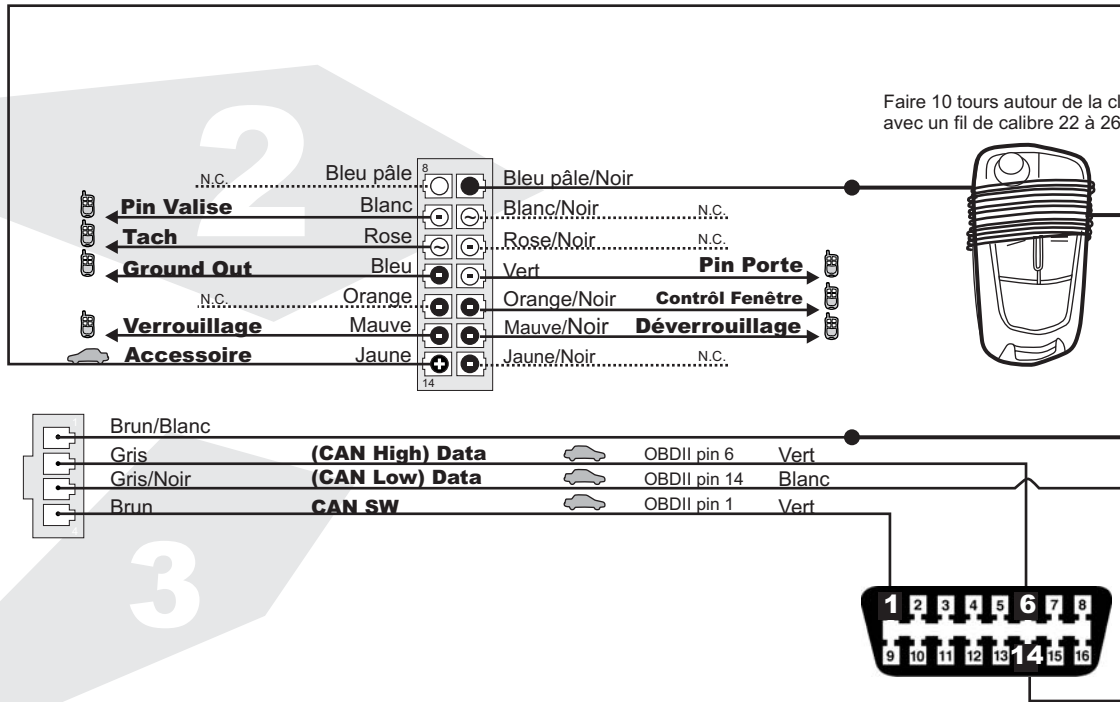 Faire 10 tours autour de la cl
avec un fil de calibre 22 à 26
2
8
N.C. Bleu pâle Bleu pâle/Noir
Pin Valise Blanc Blanc/Noir N.C.
Tach Rose Rose/Noir N.C.
Ground Out Bleu Vert Pin Porte
N.C. Orange Orange/Noir Contrôl Fenêtre
Verrouillage Mauve Mauve/Noir Déverrouillage
Accessoire Jaune Jaune/Noir N.C.
14
1
Brun/Blanc
Gris (CAN High) Data OBDII pin 6 Vert
Gris/Noir (CAN Low) Data OBDII pin 14 Blanc
Brun CAN SW OBDII pin 1 Vert
4
3
1 2 3 4 5 6 7 8
9 10 11 12 13 14 15 16